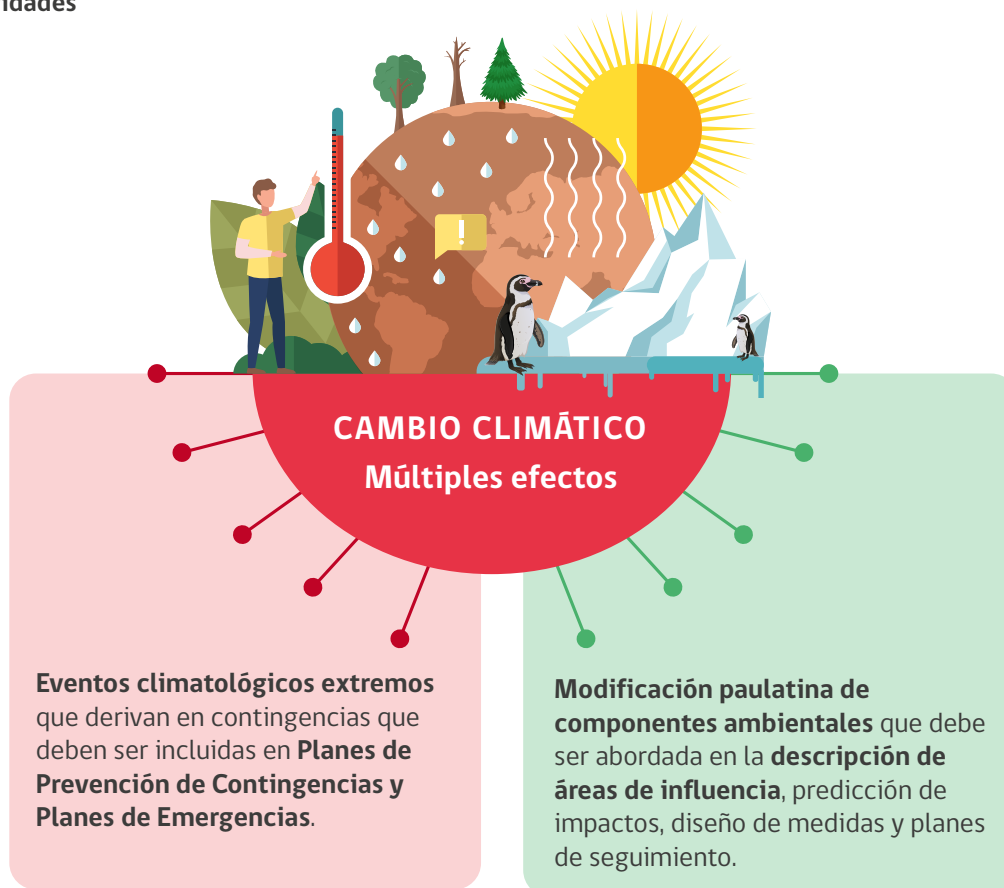 CAMBIO CLIMÁTICO
Múltiples efectos
Eventos climatológicos extremos
que derivan en contingencias que
deben ser incluidas en Planes de
Prevención de Contingencias y
Planes de Emergencias.
Modificación paulatina de
componentes ambientales que debe
ser abordada en la descripción de
áreas de influencia, predicción de
impactos, diseño de medidas y planes
de seguimiento.